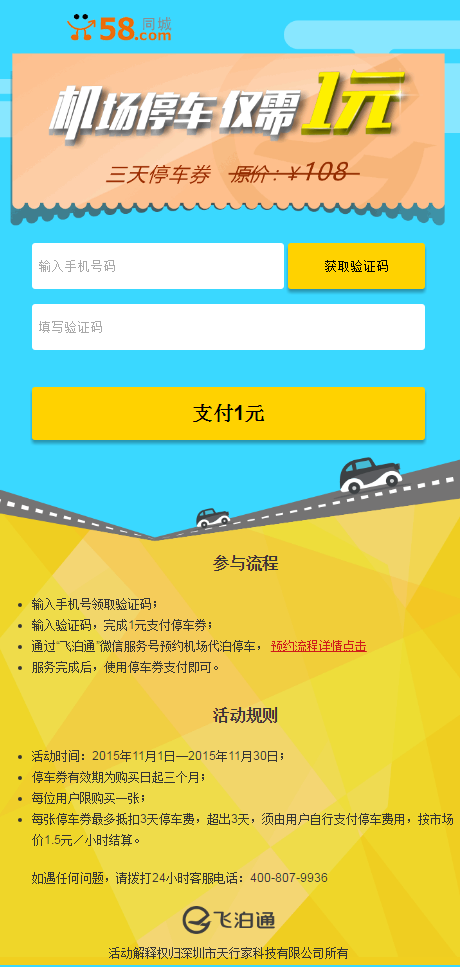 58同城
.com
机场停车 仅需1元
三天停车券 原价：¥108
输入手机号码
获取验证码
填写验证码
支付1元
参与流程
输入手机号领取验证码；
输入验证码，完成1元支付停车券；
通过“飞泊通”微信服务号预约机场代泊停车， 预约流程详情点击
服务完成后，使用停车券支付即可。
活动规则
活动时间：2015年11月1日—2015年11月30日；
停车券有效期为购买日起三个月；
每位用户限购买一张；
每张停车券最多抵扣3天停车费，超出3天，须由用户自行支付停车费用，按市场
价1.5元／小时结算。
如遇任何问题，请拨打24小时客服电话：400-807-9936
飞泊通
活动解释权归深圳市天行家科技有限公司所有